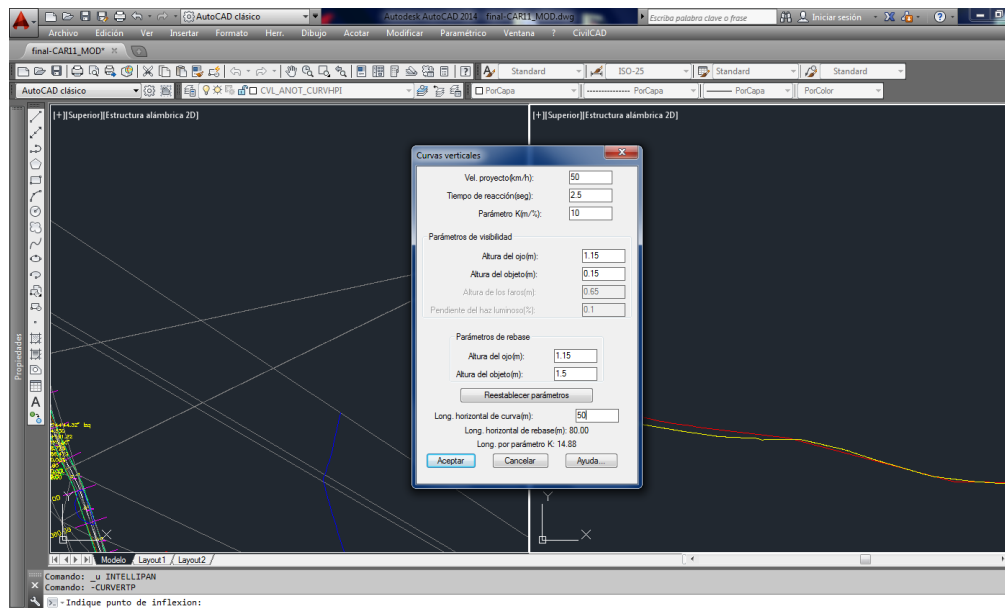 AutoCAD clásico
Autodesk AutoCAD 2014 final-CAR11_MOD.dwg
Escriba palabra clave o frase
Iniciar sesión
Archivo Edición Ver Insertar Formato Herr. Dibujo Acotar Modificar Paramétrico Ventana ? CivilCAD
final-CAR11_MOD*
Standard ISO-25 Standard Standard
AutoCAD clásico CVL_ANOT_CURVHPI PorCapa PorCapa PorCapa PorColor
[+][Superior][Estructura alámbrica 2D]
[+][Superior][Estructura alámbrica 2D]
Curvas verticales
Vel. proyecto(km/h): 50
Tiempo de reacción(seg): 2.5
Parámetro K(m/%): 10
Parámetros de visibilidad
Altura del ojo(m): 1.15
Altura del objeto(m): 0.15
Altura de los faros(m): 0.65
Pendiente del haz luminoso(%): 0.1
Parámetros de rebase
Altura del ojo(m): 1.15
Altura del objeto(m): 1.5
Reestablecer parámetros
Long. horizontal de curva(m): 50
Long. horizontal de rebase(m): 80.00
Long. por parámetro K: 14.88
Aceptar Cancelar Ayuda...
Propiedades
Y
X
Y
X
Modelo Layout1 Layout2
Comando: _u INTELLIPAN
Comando: -CURVERTP
-Indique punto de inflexion: